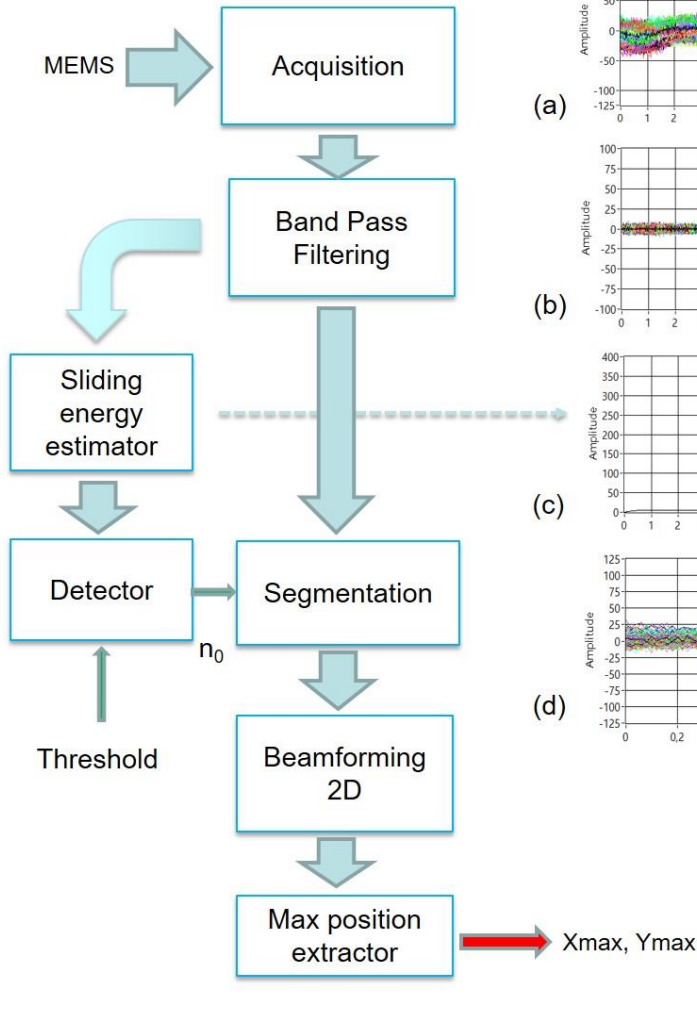 MEMS
Acquisition
Band Pass
Filtering
Sliding
energy
estimator
Detector
n₀
Segmentation
Threshold
Beamforming
2D
Max position
extractor
Xmax, Ymax
(a)
Amplitude
50
0
-50
-100
-125
0 1 2
(b)
Amplitude
100
75
50
25
0
-25
-50
-75
-100
0 1 2
(c)
Amplitude
400
350
300
250
200
150
100
50
0
0 1 2
(d)
Amplitude
125
100
75
50
25
0
-25
-50
-75
-100
-125
0 0,2